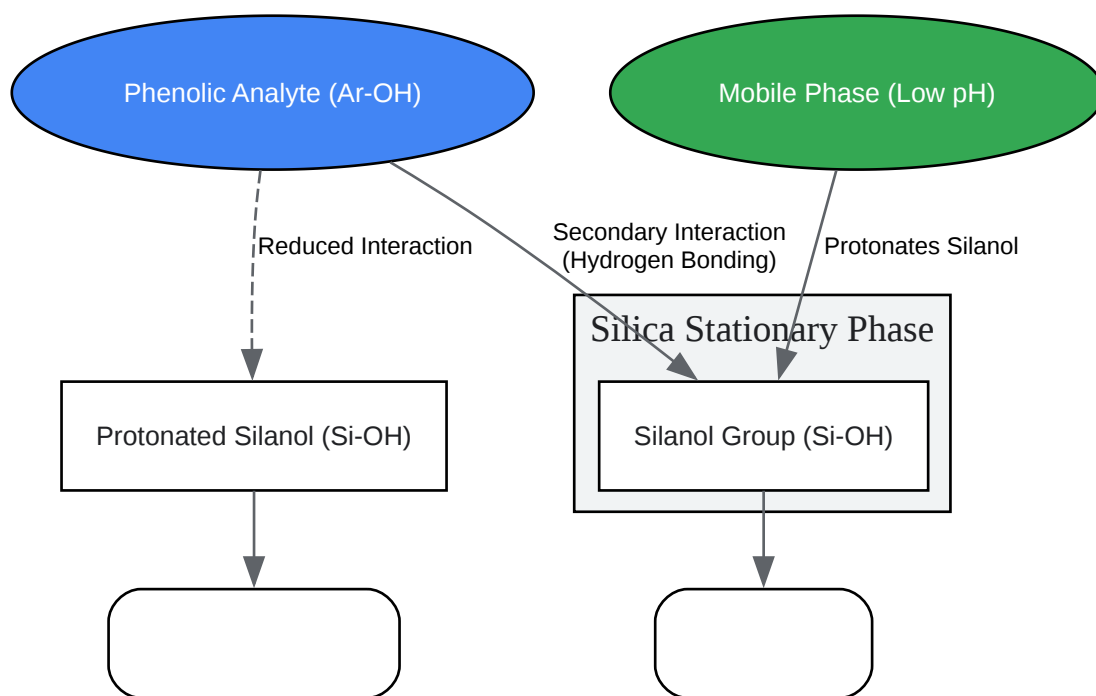 Phenolic Analyte (Ar-OH)
Mobile Phase (Low pH)
Reduced Interaction
Secondary Interaction
(Hydrogen Bonding)
Protonates Silanol
Silica Stationary Phase
Protonated Silanol (Si-OH)
Silanol Group (Si-OH)